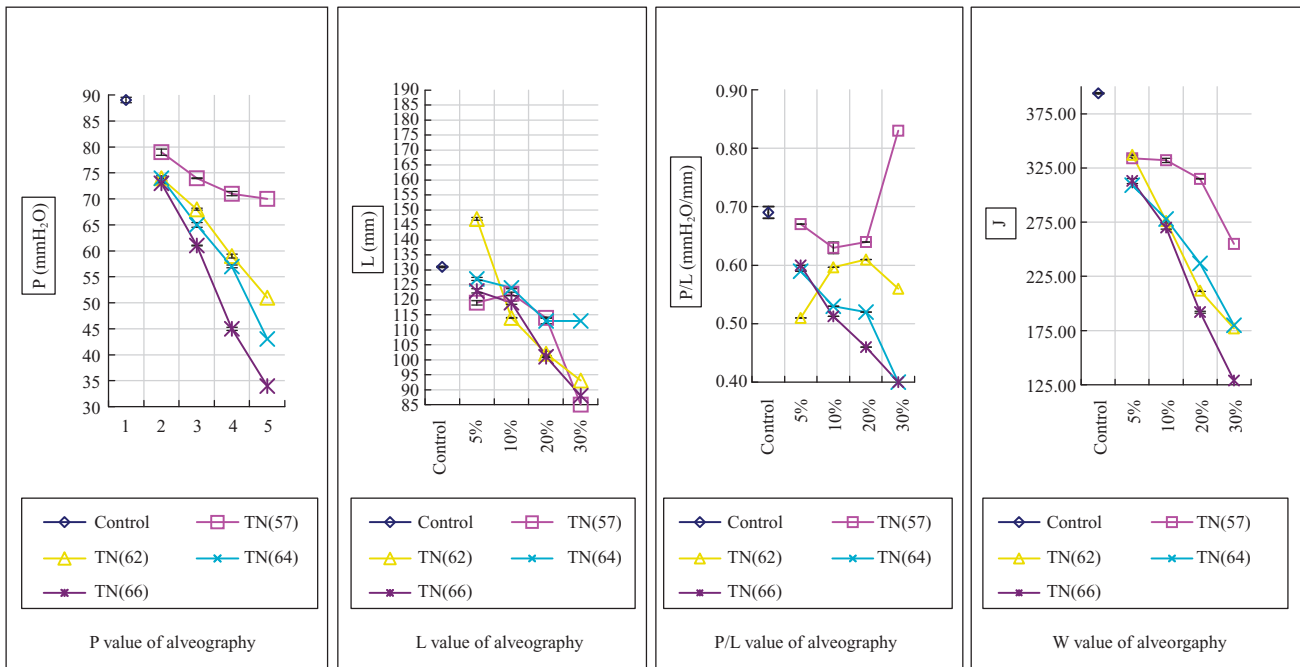 P (mmH2O)
90
85
80
75
70
65
60
55
50
45
40
35
30
1 2 3 4 5
Control TN(57)
TN(62) TN(64)
TN(66)
P value of alveography
L (mm)
190
185
180
175
170
165
160
155
150
145
140
135
130
125
120
115
110
105
100
95
90
85
Control 5% 10% 20% 30%
Control TN(57)
TN(62) TN(64)
TN(66)
L value of alveography
P/L (mmH2O/mm)
0.90
0.80
0.70
0.60
0.50
0.40
Control 5% 10% 20% 30%
Control TN(57)
TN(62) TN(64)
TN(66)
P/L value of alveography
J
375.00
325.00
275.00
225.00
175.00
125.00
Control 5% 10% 20% 30%
Control TN(57)
TN(62) TN(64)
TN(66)
W value of alveorgaphy